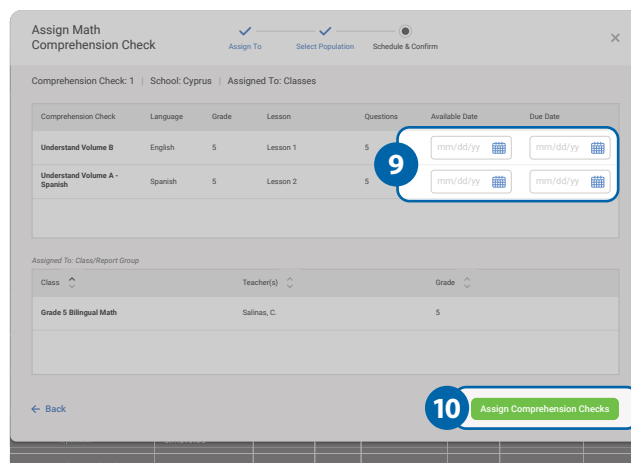 Assign Math
Comprehension Check
Assign To
Select Population
Schedule & Confirm
Comprehension Check: 1 | School: Cyprus | Assigned To: Classes
Comprehension Check Language Grade Lesson Questions Available Date Due Date
Understand Volume B English 5 Lesson 1 5 mm/dd/yy mm/dd/yy
9
Understand Volume A -
Spanish Spanish 5 Lesson 2 5 mm/dd/yy mm/dd/yy
Assigned To: Class/Report Group
Class Teacher(s) Grade
Grade 5 Bilingual Math Salinas, C. 5
← Back
10 Assign Comprehension Checks